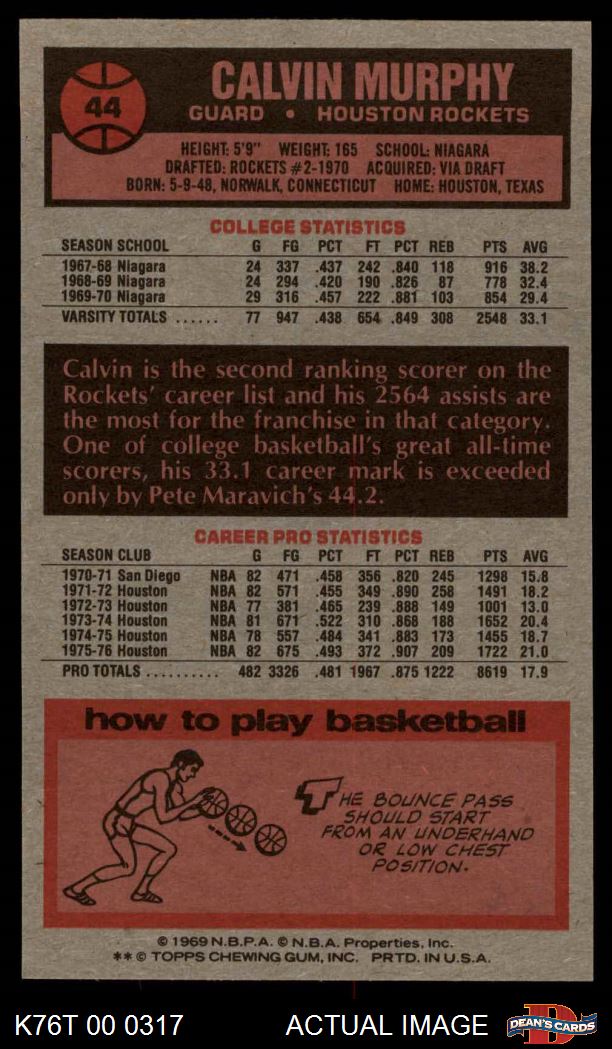 44
CALVIN MURPHY
GUARD • HOUSTON ROCKETS
HEIGHT: 5'9" WEIGHT: 165 SCHOOL: NIAGARA
DRAFTED: ROCKETS #2-1970 ACQUIRED: VIA DRAFT
BORN: 5-9-48, NORWALK, CONNECTICUT HOME: HOUSTON, TEXAS
COLLEGE STATISTICS
SEASON SCHOOL G FG PCT FT PCT REB PTS AVG
1967-68 Niagara 24 337 .437 242 .840 118 916 38.2
1968-69 Niagara 24 294 .420 190 .826 87 778 32.4
1969-70 Niagara 29 316 .457 222 .881 103 854 29.4
VARSITY TOTALS ...... 77 947 .438 654 .849 308 2548 33.1
Calvin is the second ranking scorer on the
Rockets' career list and his 2564 assists are
the most for the franchise in that category.
One of college basketball's great all-time
scorers, his 33.1 career mark is exceeded
only by Pete Maravich's 44.2.
CAREER PRO STATISTICS
SEASON CLUB G FG PCT FT PCT REB PTS AVG
1970-71 San Diego NBA 82 471 .458 356 .820 245 1298 15.8
1971-72 Houston NBA 82 571 .455 349 .890 258 1491 18.2
1972-73 Houston NBA 77 381 .465 239 .888 149 1001 13.0
1973-74 Houston NBA 81 671 .522 310 .868 188 1652 20.4
1974-75 Houston NBA 78 557 .484 341 .883 173 1455 18.7
1975-76 Houston NBA 82 675 .493 372 .907 209 1722 21.0
PRO TOTALS .......... 482 3326 .481 1967 .875 1222 8619 17.9
how to play basketball
THE BOUNCE PASS
SHOULD START
FROM AN UNDERHAND
OR LOW CHEST
POSITION.
© 1969 N.B.P.A. © N.B.A. Properties, Inc.
** © TOPPS CHEWING GUM, INC. PRTD. IN U.S.A.
K76T 00 0317 ACTUAL IMAGE D DEAN'S CARDS